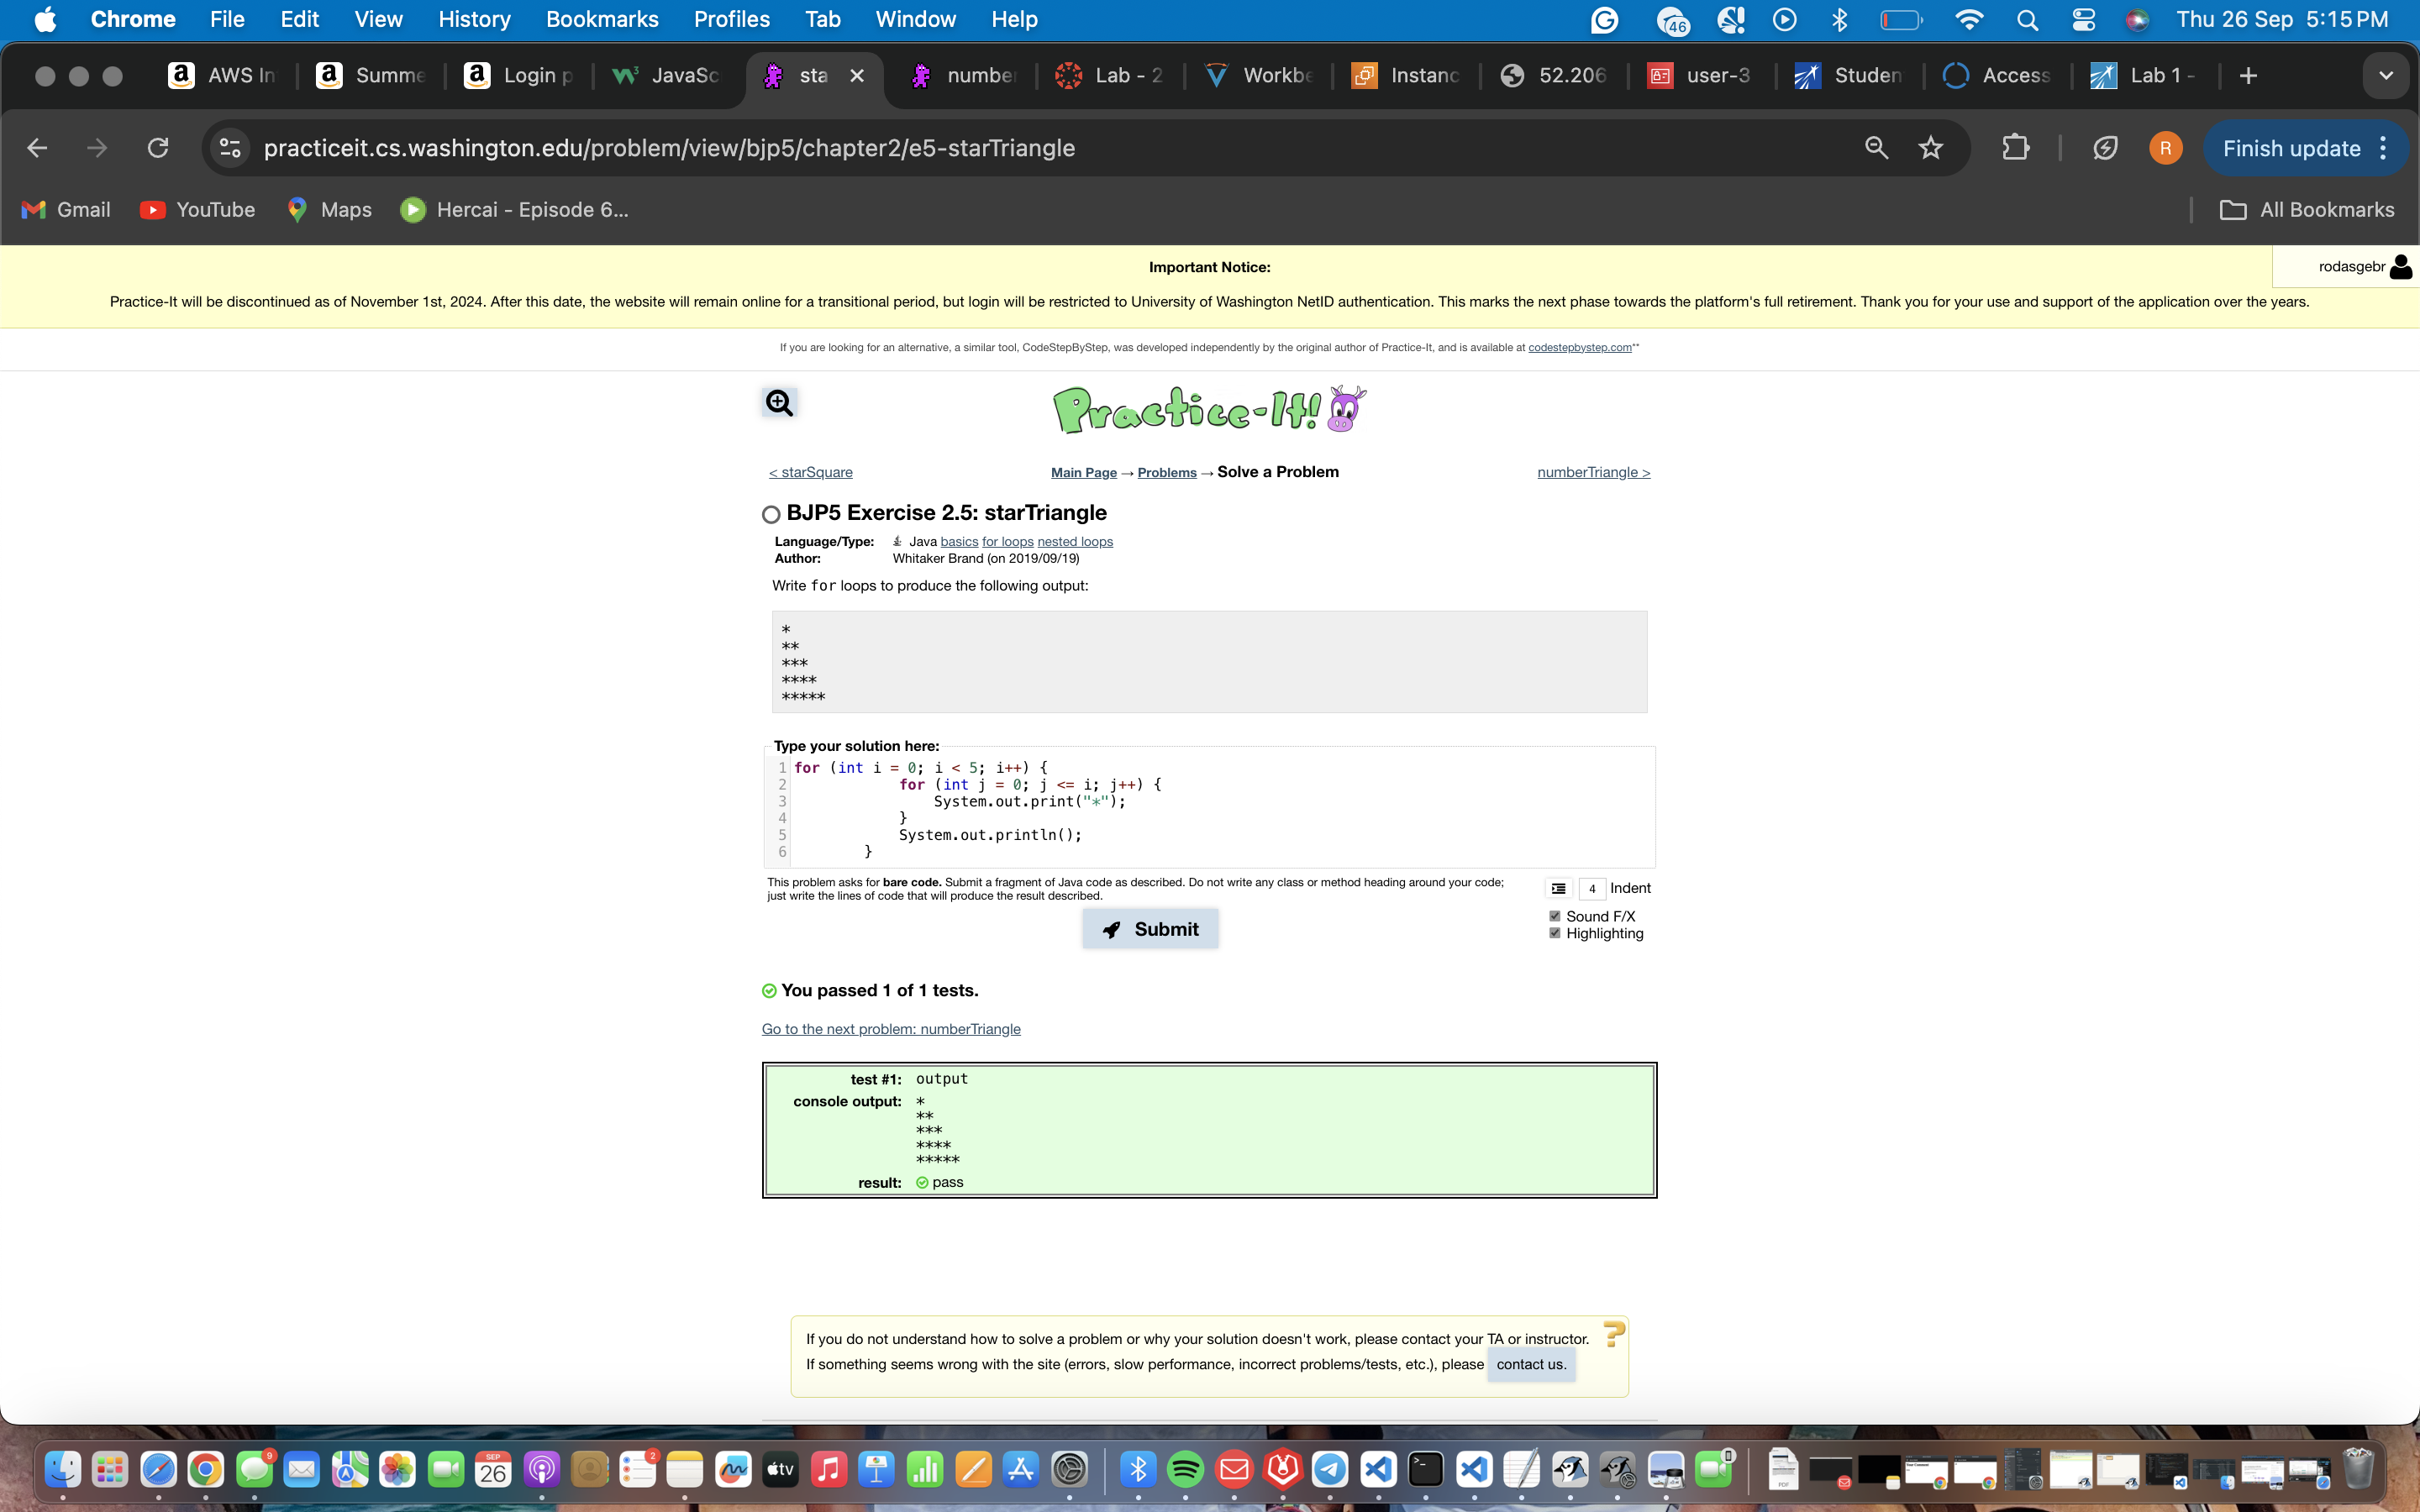 Chrome File Edit View History Bookmarks Profiles Tab Window Help 46 Thu 26 Sep 5:15 PM
AWS In Summe Login p JavaSc sta number Lab - 2 Workbe Instanc 52.206 user-3 Studen Access Lab 1 -
practiceit.cs.washington.edu/problem/view/bjp5/chapter2/e5-starTriangle R Finish update
Gmail YouTube Maps Hercai - Episode 6... All Bookmarks
Important Notice:
rodasgebr
Practice-It will be discontinued as of November 1st, 2024. After this date, the website will remain online for a transitional period, but login will be restricted to University of Washington NetID authentication. This marks the next phase towards the platform's full retirement. Thank you for your use and support of the application over the years.
If you are looking for an alternative, a similar tool, CodeStepByStep, was developed independently by the original author of Practice-It, and is available at codestepbystep.com**
Practice-It!
< starSquare Main Page → Problems → Solve a Problem numberTriangle >
BJP5 Exercise 2.5: starTriangle
Language/Type: Java basics for loops nested loops
Author: Whitaker Brand (on 2019/09/19)
Write for loops to produce the following output:
*
**
***
****
*****
Type your solution here:
1 for (int i = 0; i < 5; i++) {
2 for (int j = 0; j <= i; j++) {
3 System.out.print("*");
4 }
5 System.out.println();
6 }
This problem asks for bare code. Submit a fragment of Java code as described. Do not write any class or method heading around your code;
just write the lines of code that will produce the result described.
4 Indent
Sound F/X
Highlighting
Submit
You passed 1 of 1 tests.
Go to the next problem: numberTriangle
test #1: output
console output: *
**
***
****
*****
result: pass
If you do not understand how to solve a problem or why your solution doesn't work, please contact your TA or instructor.
If something seems wrong with the site (errors, slow performance, incorrect problems/tests, etc.), please contact us.
9 SEP 26 2 tv PDF